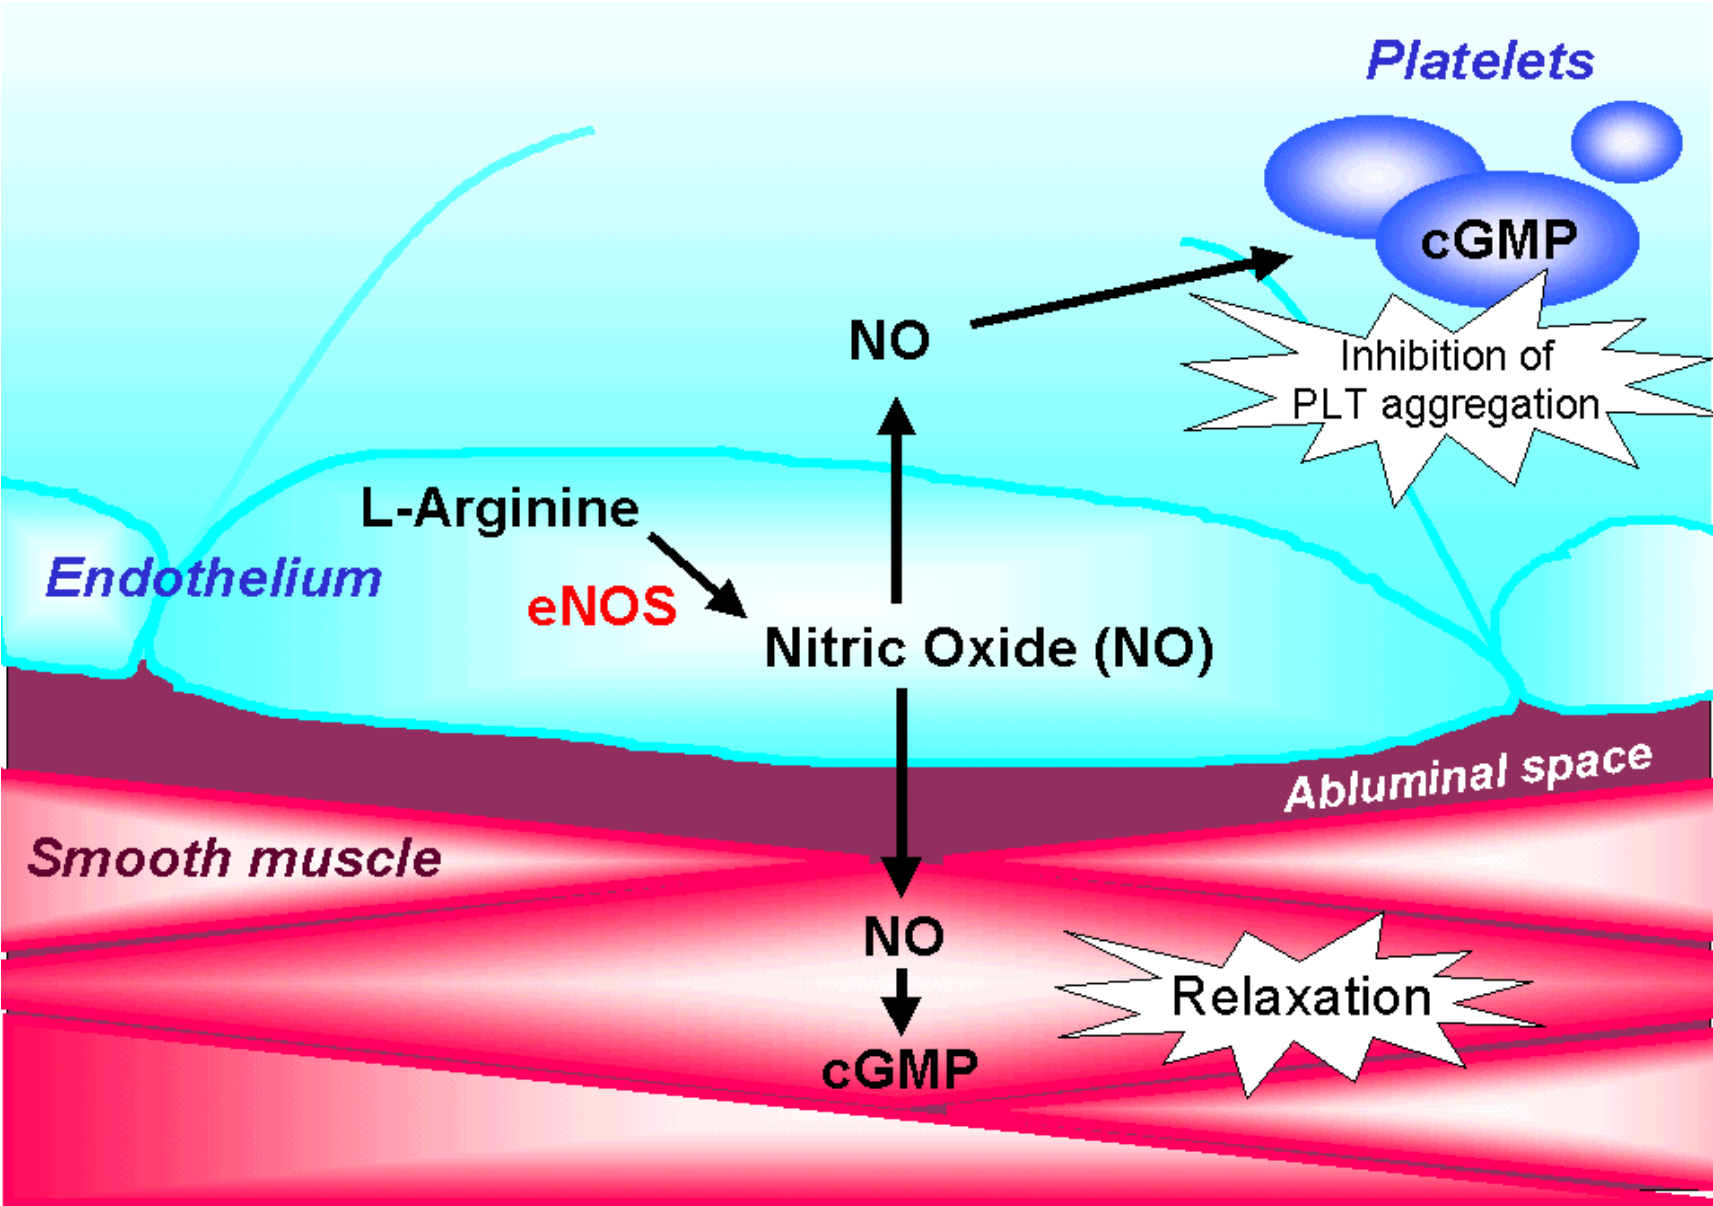 Platelets
cGMP
NO
Inhibition of
PLT aggregation
L-Arginine
Endothelium
eNOS
Nitric Oxide (NO)
Abluminal space
Smooth muscle
NO
Relaxation
cGMP